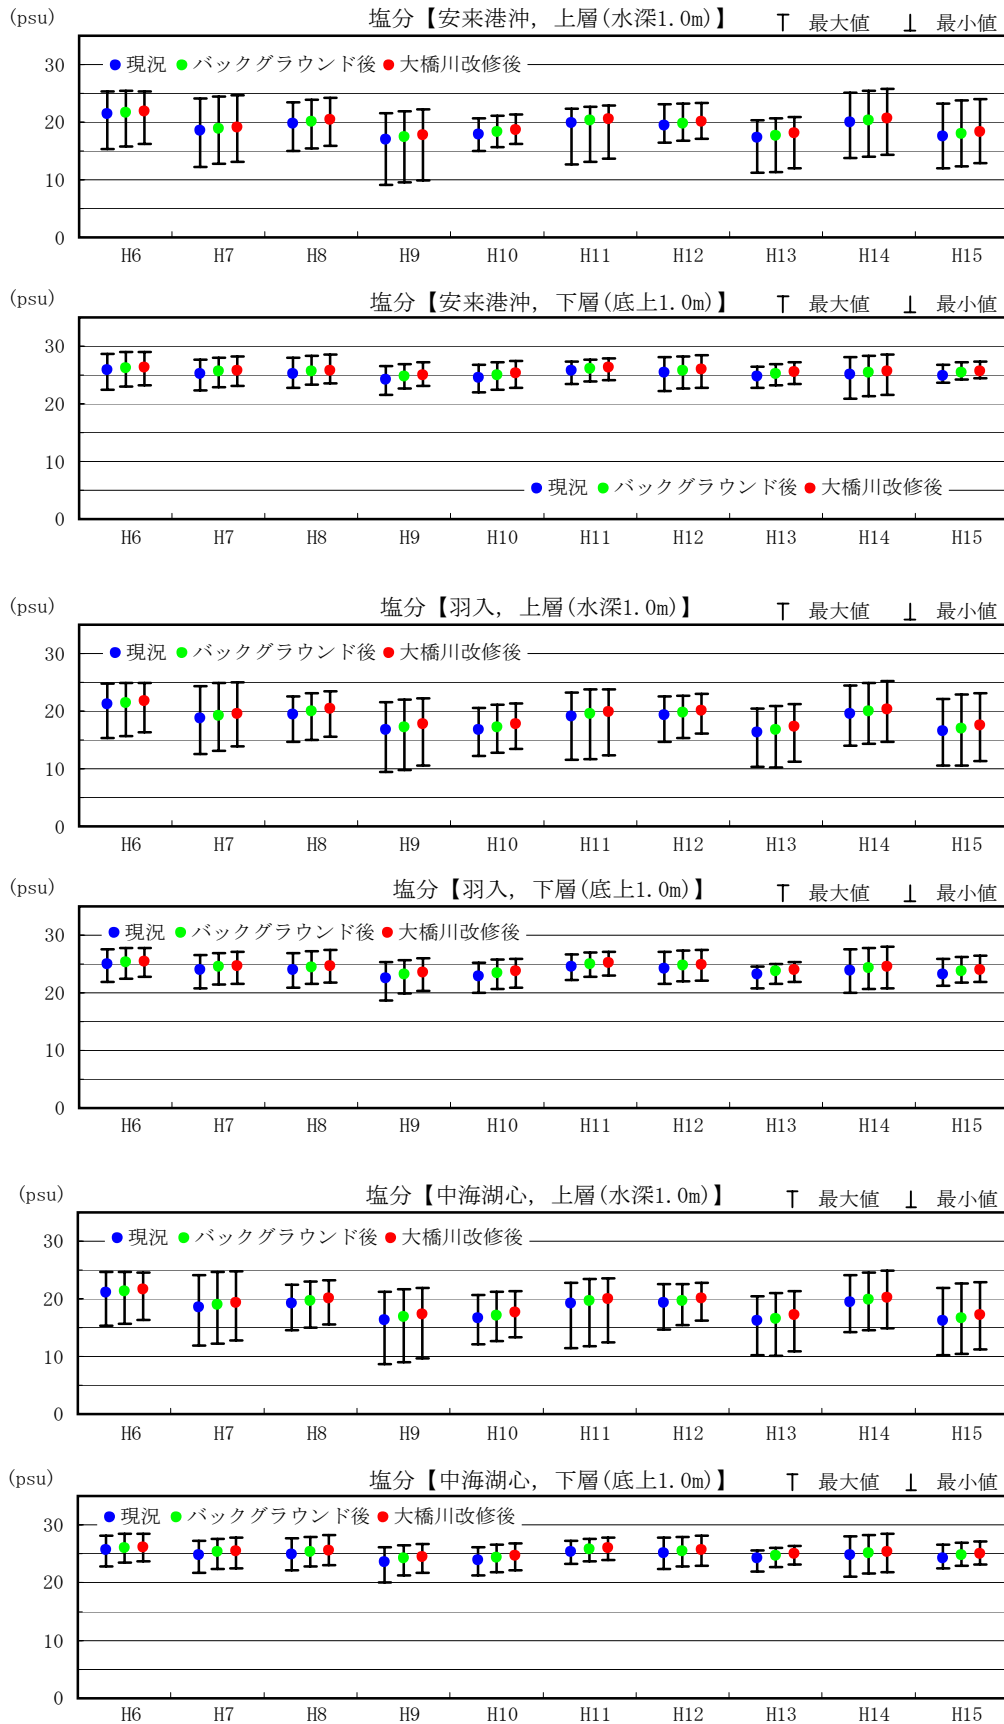 (psu) 塩分【安来港沖，上層(水深1.0m)】 最大値 最小値
30 現況 バックグラウンド後 大橋川改修後
20
10
0
H6 H7 H8 H9 H10 H11 H12 H13 H14 H15
(psu) 塩分【安来港沖，下層(底上1.0m)】 最大値 最小値
30
20
10
現況 バックグラウンド後 大橋川改修後
0
H6 H7 H8 H9 H10 H11 H12 H13 H14 H15
(psu) 塩分【羽入，上層(水深1.0m)】 最大値 最小値
30 現況 バックグラウンド後 大橋川改修後
20
10
0
H6 H7 H8 H9 H10 H11 H12 H13 H14 H15
(psu) 塩分【羽入，下層(底上1.0m)】 最大値 最小値
30 現況 バックグラウンド後 大橋川改修後
20
10
0
H6 H7 H8 H9 H10 H11 H12 H13 H14 H15
(psu) 塩分【中海湖心，上層(水深1.0m)】 最大値 最小値
30 現況 バックグラウンド後 大橋川改修後
20
10
0
H6 H7 H8 H9 H10 H11 H12 H13 H14 H15
(psu) 塩分【中海湖心，下層(底上1.0m)】 最大値 最小値
現況 バックグラウンド後 大橋川改修後
30
20
10
0
H6 H7 H8 H9 H10 H11 H12 H13 H14 H15